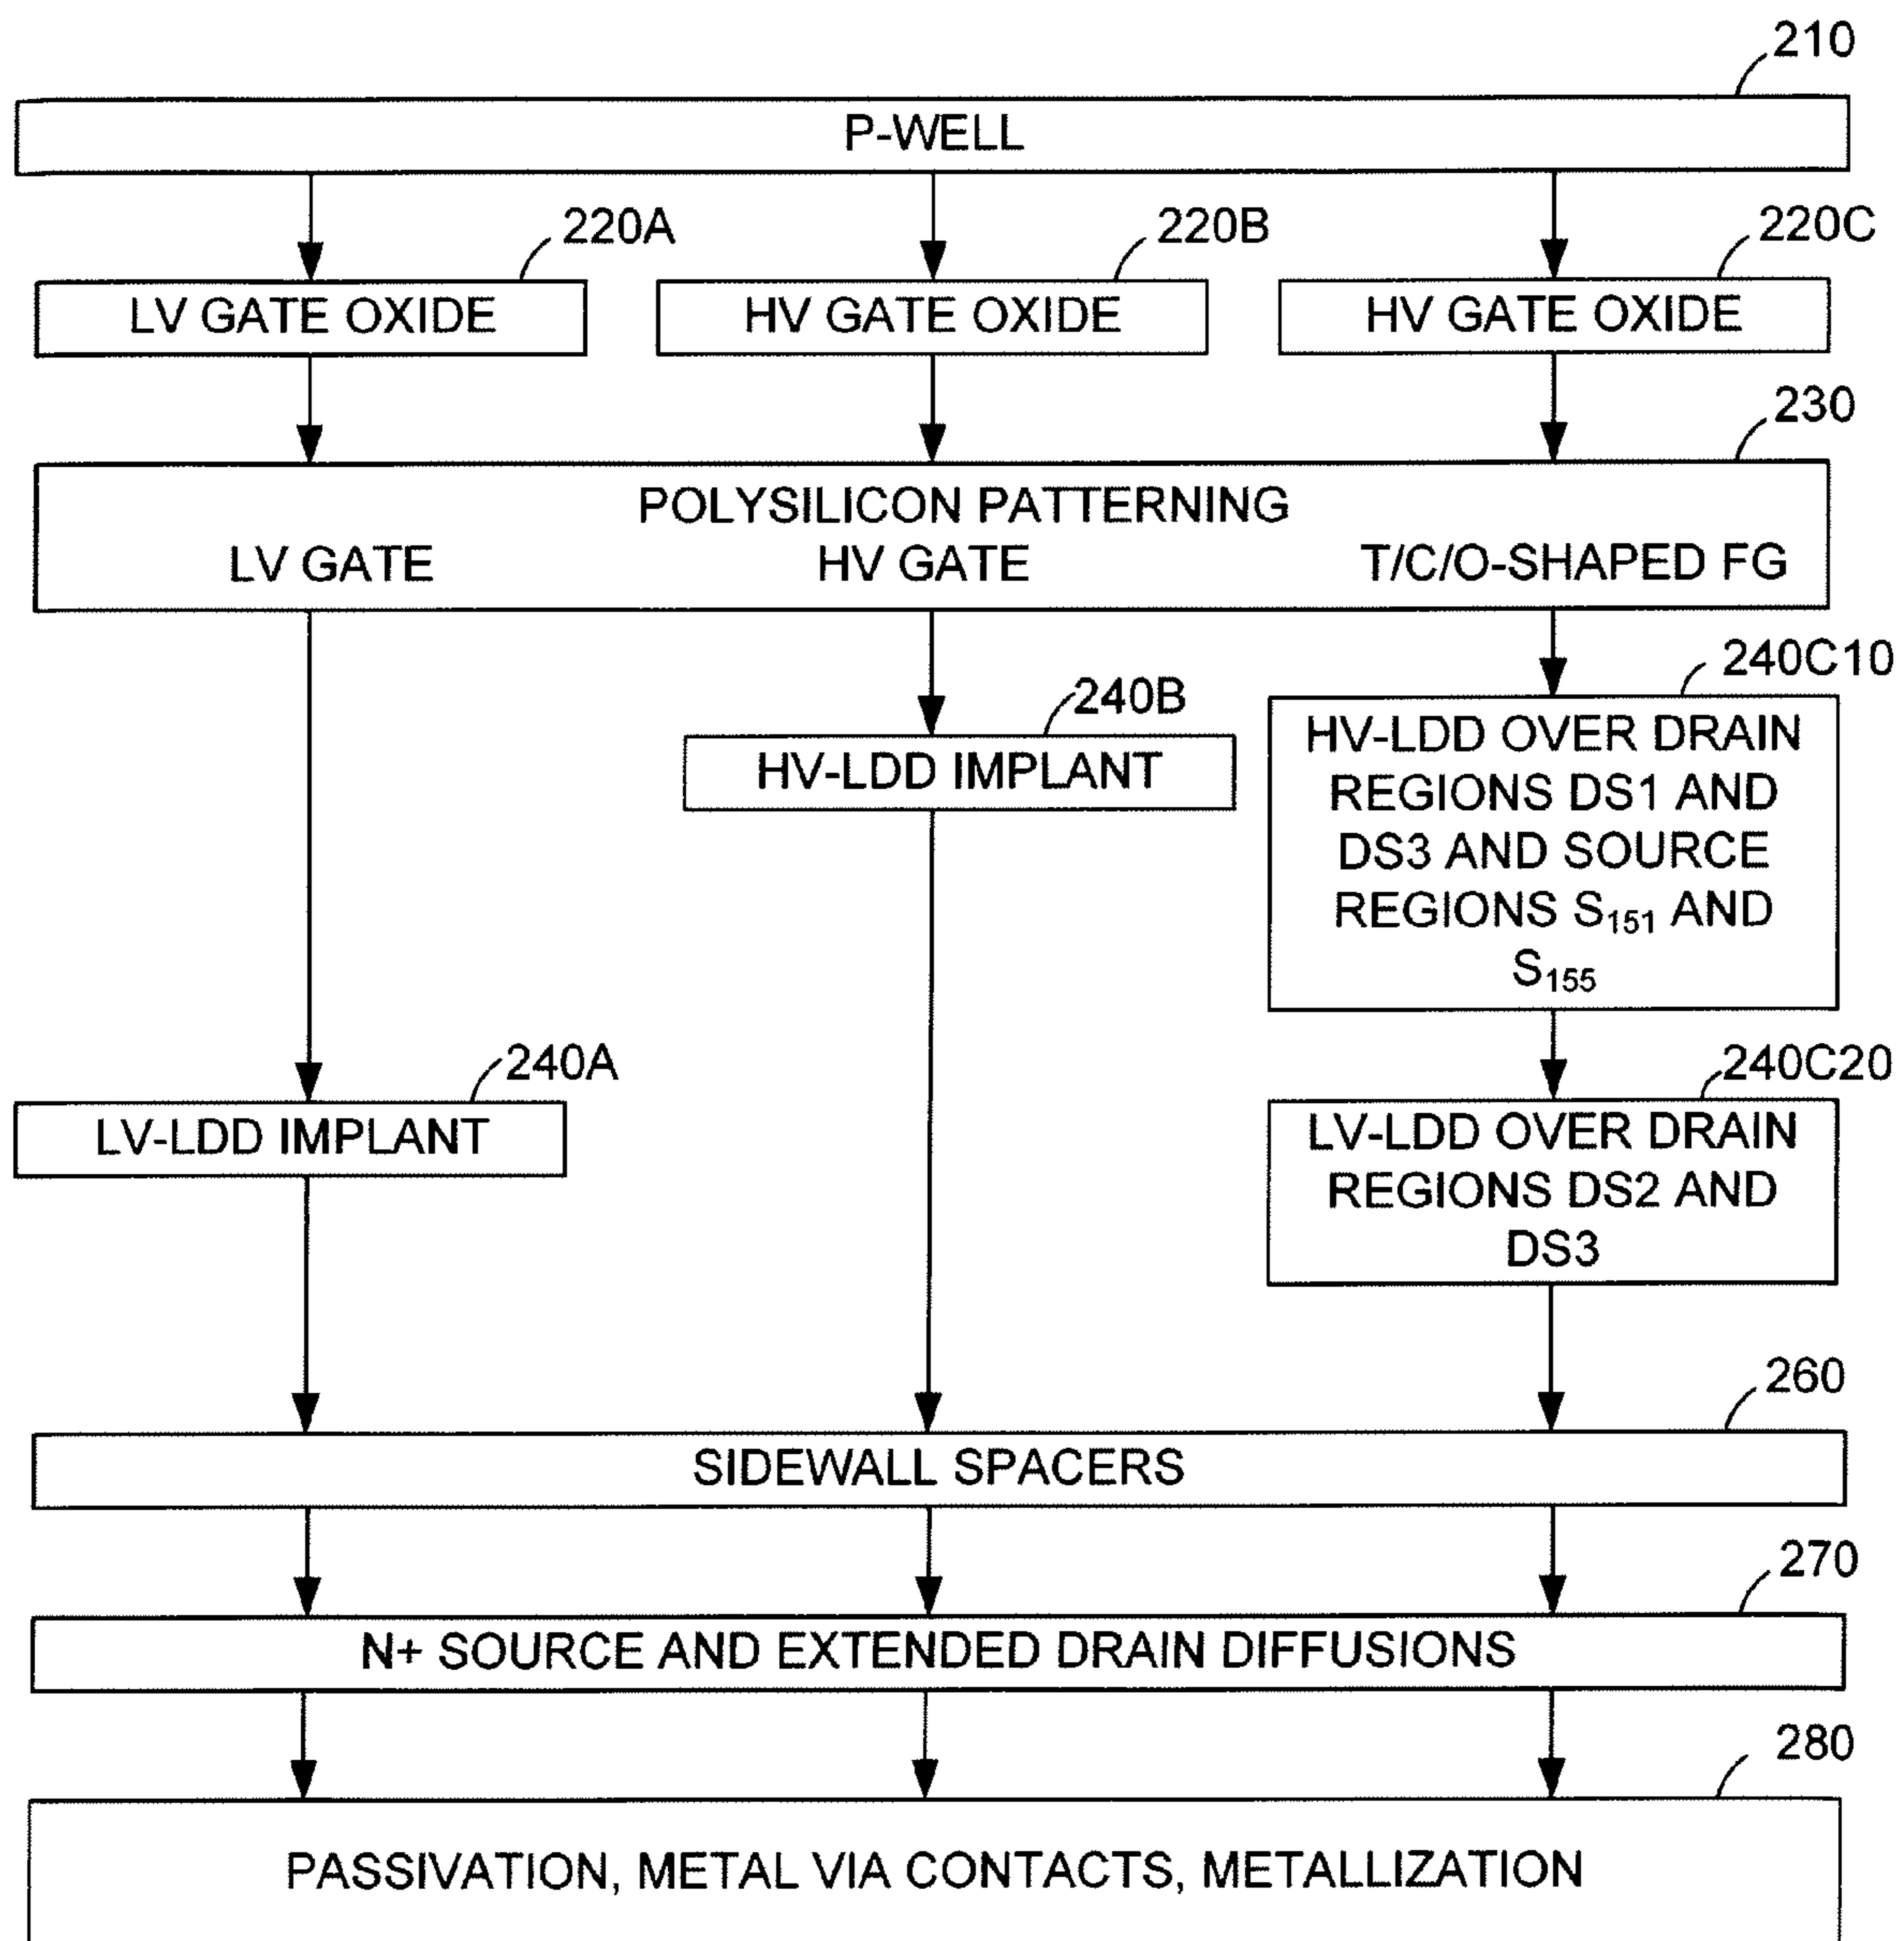 210
P-WELL
220A
220B
220C
LV GATE OXIDE
HV GATE OXIDE
HV GATE OXIDE
230
POLYSILICON PATTERNING
LV GATE
HV GATE
T/C/O-SHAPED FG
240C10
240B
HV-LDD IMPLANT
HV-LDD OVER DRAIN
REGIONS DS1 AND
DS3 AND SOURCE
REGIONS S151 AND
S155
240A
240C20
LV-LDD IMPLANT
LV-LDD OVER DRAIN
REGIONS DS2 AND
DS3
260
SIDEWALL SPACERS
270
N+ SOURCE AND EXTENDED DRAIN DIFFUSIONS
280
PASSIVATION, METAL VIA CONTACTS, METALLIZATION